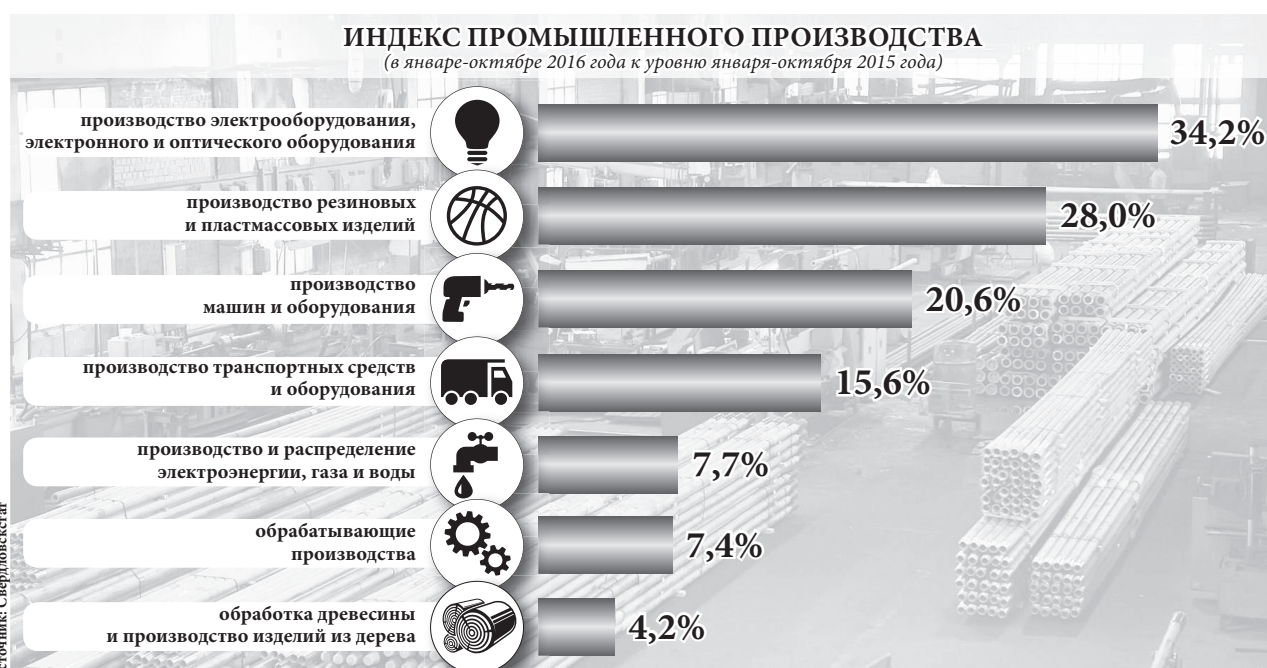 ИНДЕКС ПРОМЫШЛЕННОГО ПРОИЗВОДСТВА
(в январе-октябре 2016 года к уровню января-октября 2015 года)
производство электрооборудования,
электронного и оптического оборудования
34,2%
производство резиновых
и пластмассовых изделий
28,0%
производство
машин и оборудования
20,6%
производство транспортных средств
и оборудования
15,6%
производство и распределение
электроэнергии, газа и воды
7,7%
обрабатывающие
производства
7,4%
обработка древесины
и производство изделий из дерева
4,2%
Свердловскстат